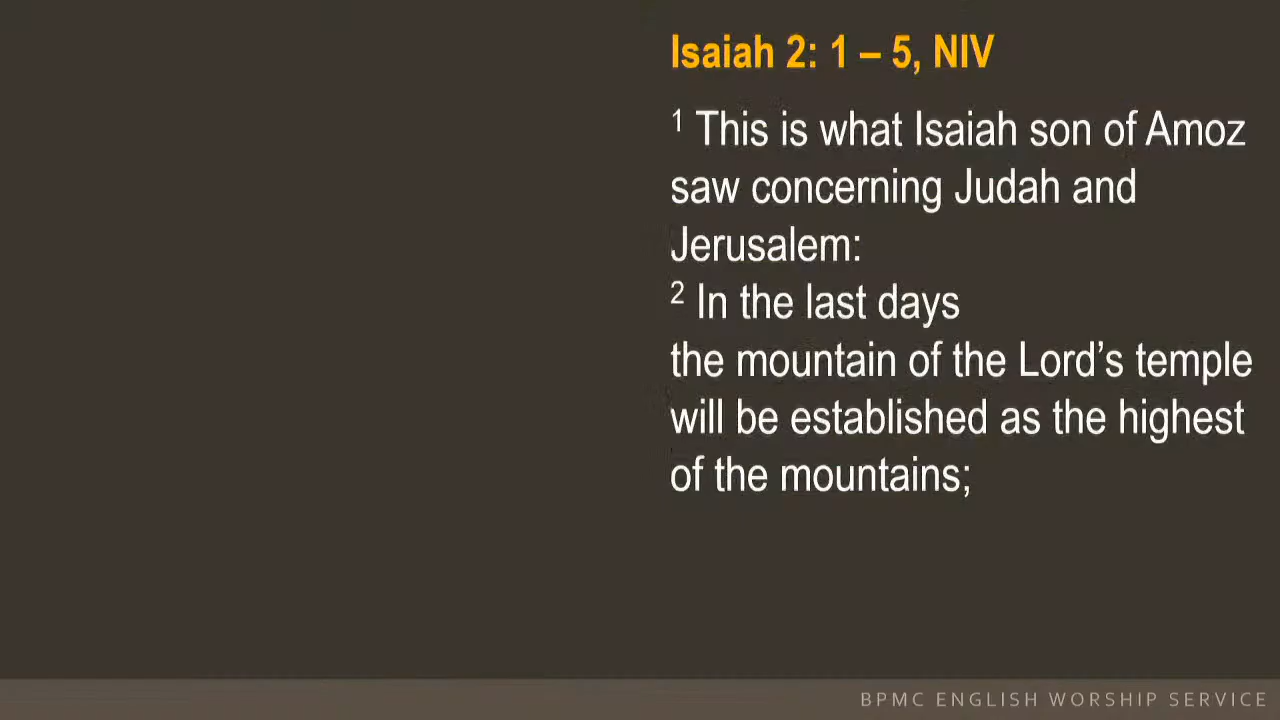 Isaiah 2: 1 – 5, NIV
1 This is what Isaiah son of Amoz
saw concerning Judah and
Jerusalem:
2 In the last days
the mountain of the Lord’s temple
will be established as the highest
of the mountains;
BPMC ENGLISH WORSHIP SERVICE